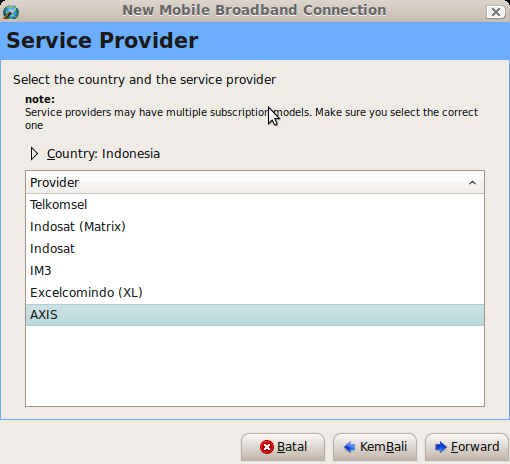 New Mobile Broadband Connection
Service Provider
Select the country and the service provider
note:
Service providers may have multiple subscription models. Make sure you select the correct
one
Country: Indonesia
Provider
Telkomsel
Indosat (Matrix)
Indosat
IM3
Excelcomindo (XL)
AXIS
Batal
KemBali
Forward